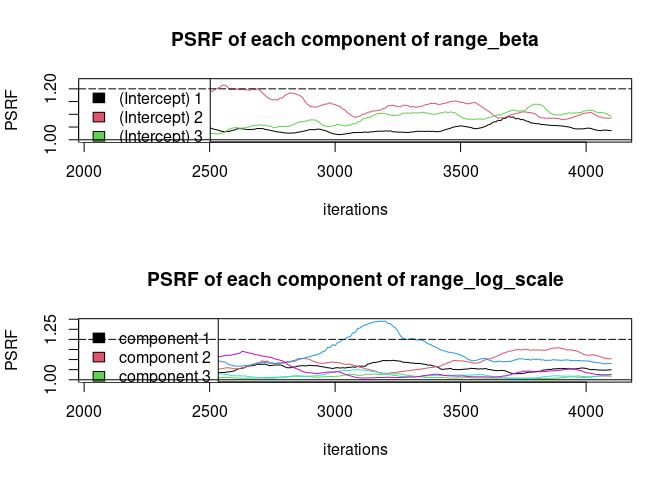 PSRF of each component of range_beta
PSRF
1.00 1.20
(Intercept) 1
(Intercept) 2
(Intercept) 3
2000 2500 3000 3500 4000
iterations
PSRF of each component of range_log_scale
PSRF
1.00 1.25
component 1
component 2
component 3
2000 2500 3000 3500 4000
iterations